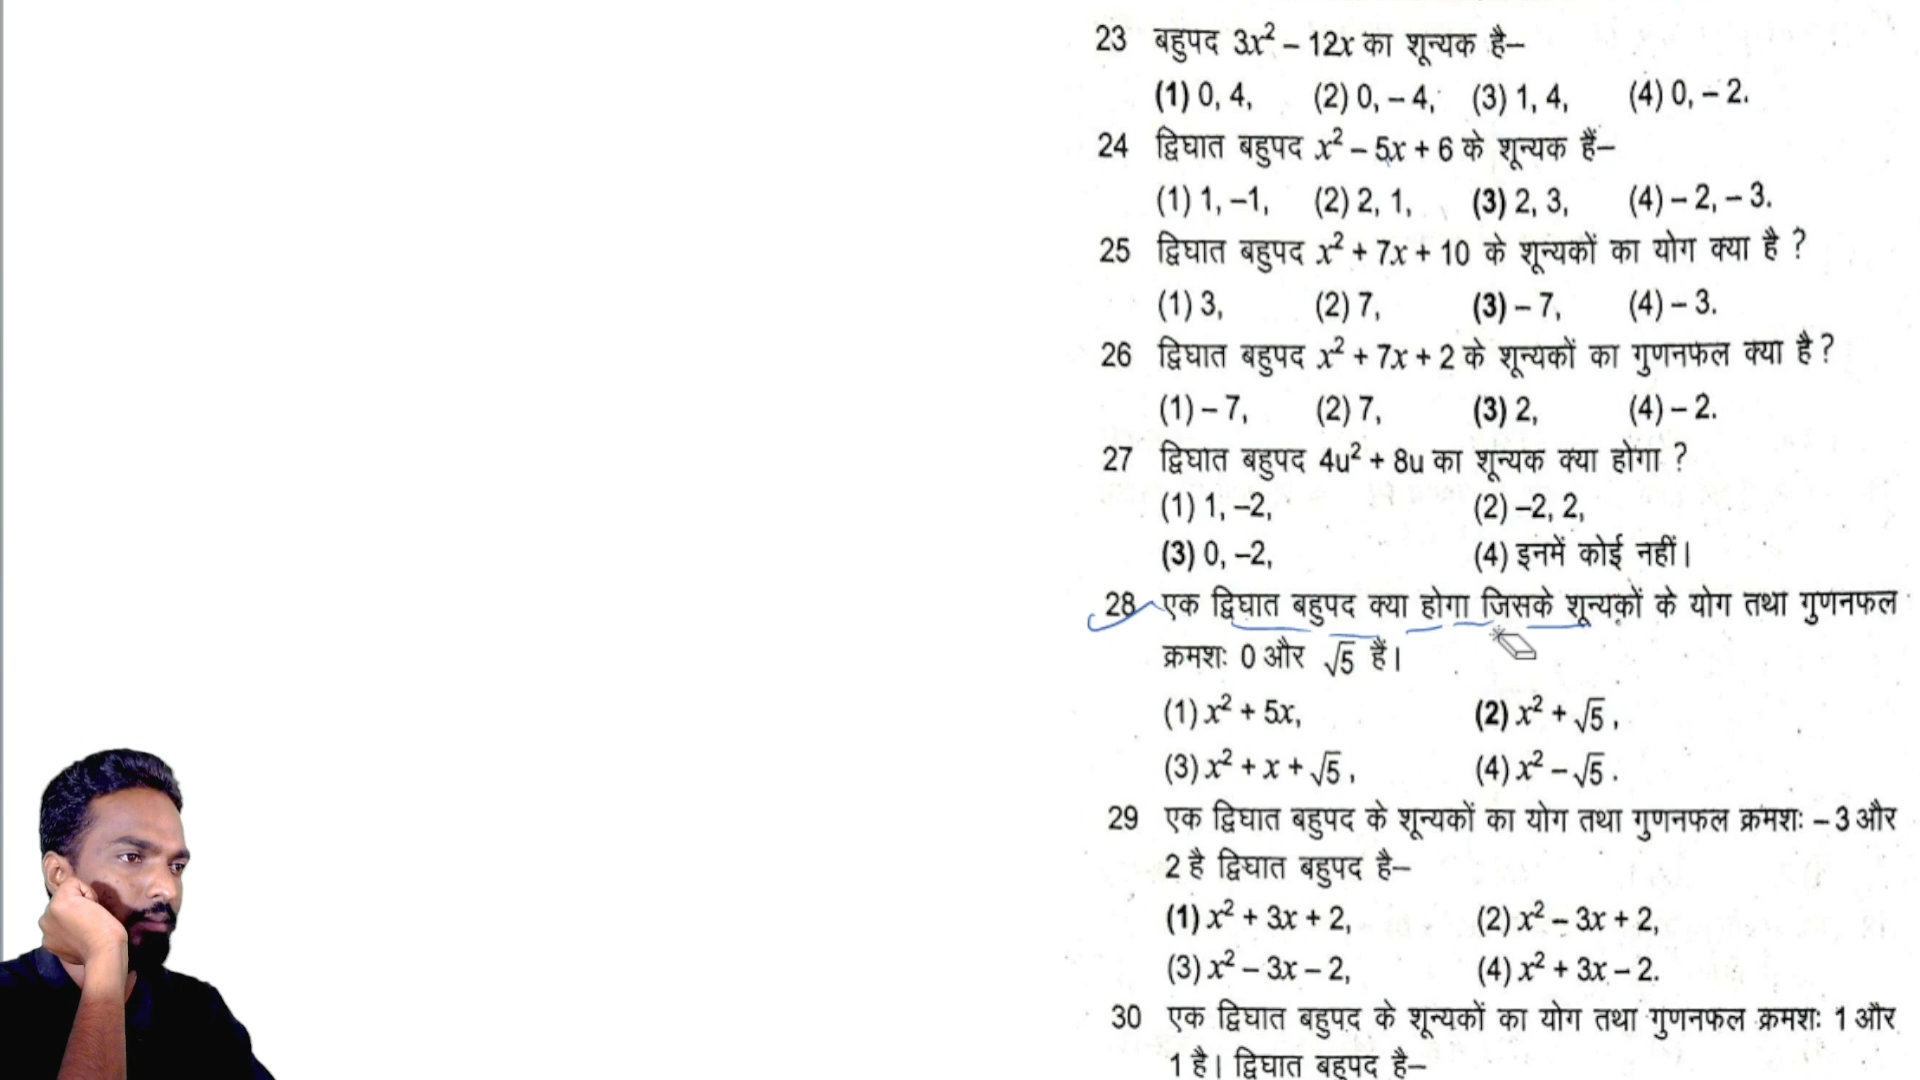 23 बहुपद 3x² – 12x का शून्यक है–
(1) 0, 4, (2) 0, – 4, (3) 1, 4, (4) 0, – 2.
24 द्विघात बहुपद x² – 5x + 6 के शून्यक हैं–
(1) 1, –1, (2) 2, 1, (3) 2, 3, (4) – 2, – 3.
25 द्विघात बहुपद x² + 7x + 10 के शून्यकों का योग क्या है ?
(1) 3, (2) 7, (3) – 7, (4) – 3.
26 द्विघात बहुपद x² + 7x + 2 के शून्यकों का गुणनफल क्या है ?
(1) – 7, (2) 7, (3) 2, (4) – 2.
27 द्विघात बहुपद 4u² + 8u का शून्यक क्या होगा ?
(1) 1, –2, (2) –2, 2,
(3) 0, –2, (4) इनमें कोई नहीं।
28 एक द्विघात बहुपद क्या होगा जिसके शून्यकों के योग तथा गुणनफल
क्रमशः 0 और √5 हैं।
(1) x² + 5x, (2) x² + √5,
(3) x² + x + √5, (4) x² – √5.
29 एक द्विघात बहुपद के शून्यकों का योग तथा गुणनफल क्रमशः – 3 और
2 है द्विघात बहुपद है–
(1) x² + 3x + 2, (2) x² – 3x + 2,
(3) x² – 3x – 2, (4) x² + 3x – 2.
30 एक द्विघात बहुपद के शून्यकों का योग तथा गुणनफल क्रमशः 1 और
1 है। द्विघात बहुपद है–